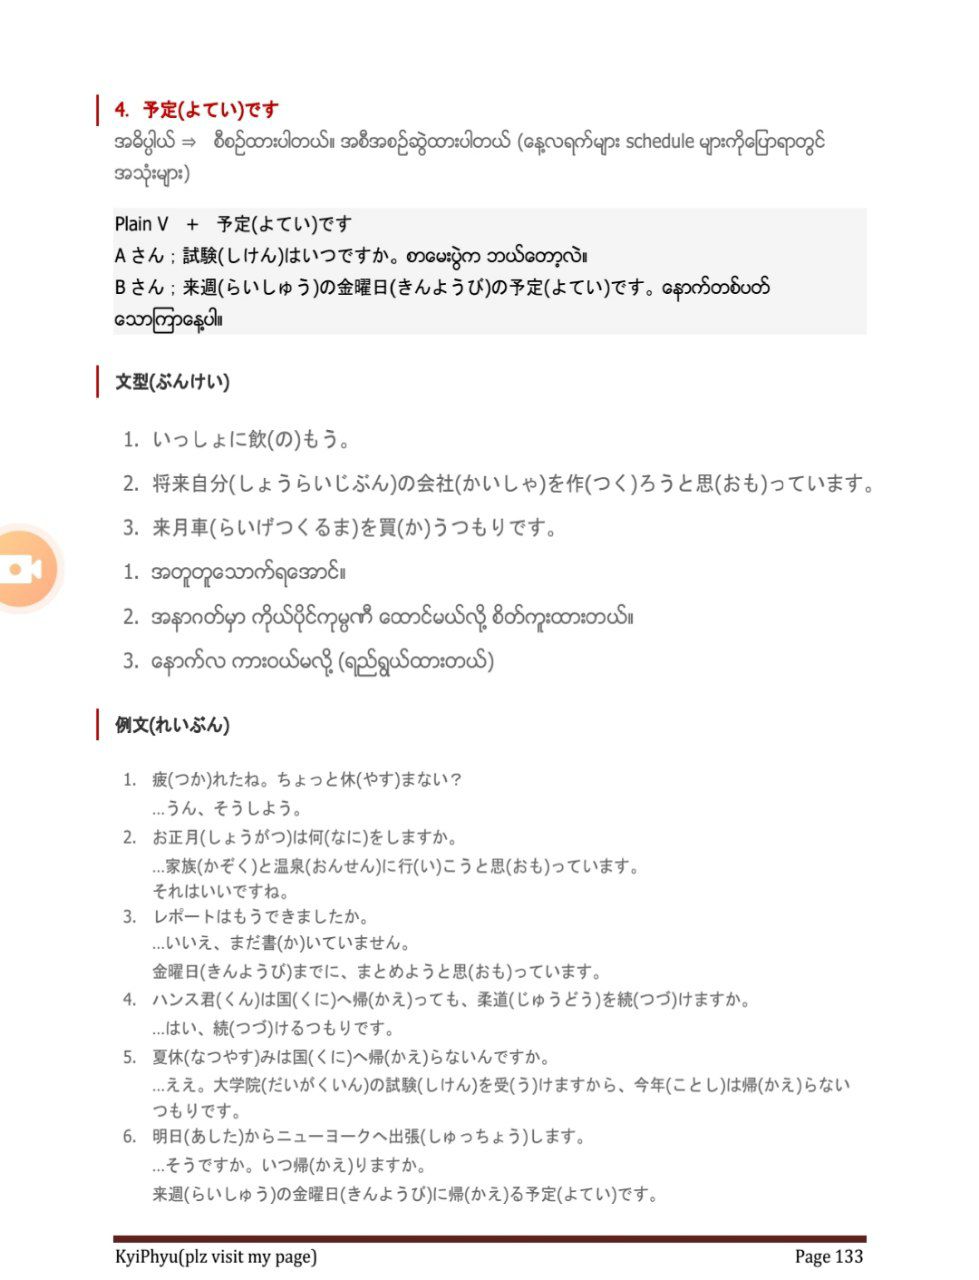 4. 予定(よてい)です
အဓိပ္ပါယ် ⇒ စီစဉ်ထားပါတယ်။ အစီအစဉ်ဆွဲထားပါတယ် (နေ့လရက်များ schedule များကိုပြောရာတွင်
အသုံးများ)
Plain V + 予定(よてい)です
A さん ; 試験(しけん)はいつですか。စာမေးပွဲက ဘယ်တော့လဲ။
B さん ; 来週(らいしゅう)の金曜日(きんようび)の予定(よてい)です。နောက်တစ်ပတ်
သောကြာနေ့ပါ။
文型(ぶんけい)
1. いっしょに飲(の)もう。
2. 将来自分(しょうらいじぶん)の会社(かいしゃ)を作(つく)ろうと思(おも)っています。
3. 来月車(らいげつくるま)を買(か)うつもりです。
1. အတူတူသောက်ရအောင်။
2. အနာဂတ်မှာ ကိုယ်ပိုင်ကုမ္ပဏီ ထောင်မယ်လို့ စိတ်ကူးထားတယ်။
3. နောက်လ ကားဝယ်မလို့ (ရည်ရွယ်ထားတယ်)
例文(れいぶん)
1. 疲(つか)れたね。ちょっと休(やす)まない？
...うん、そうしよう。
2. お正月(しょうがつ)は何(なに)をしますか。
...家族(かぞく)と温泉(おんせん)に行(い)こうと思(おも)っています。
それはいいですね。
3. レポートはもうできましたか。
...いいえ、まだ書(か)いていません。
金曜日(きんようび)までに、まとめようと思(おも)っています。
4. ハンス君(くん)は国(くに)へ帰(かえ)っても、柔道(じゅうどう)を続(つづ)けますか。
...はい、続(つづ)けるつもりです。
5. 夏休(なつやす)みは国(くに)へ帰(かえ)らないんですか。
...ええ。大学院(だいがくいん)の試験(しけん)を受(う)けますから、今年(ことし)は帰(かえ)らない
つもりです。
6. 明日(あした)からニューヨークへ出張(しゅっちょう)します。
...そうですか。いつ帰(かえ)りますか。
来週(らいしゅう)の金曜日(きんようび)に帰(かえ)る予定(よてい)です。
KyiPhyu(plz visit my page) Page 133